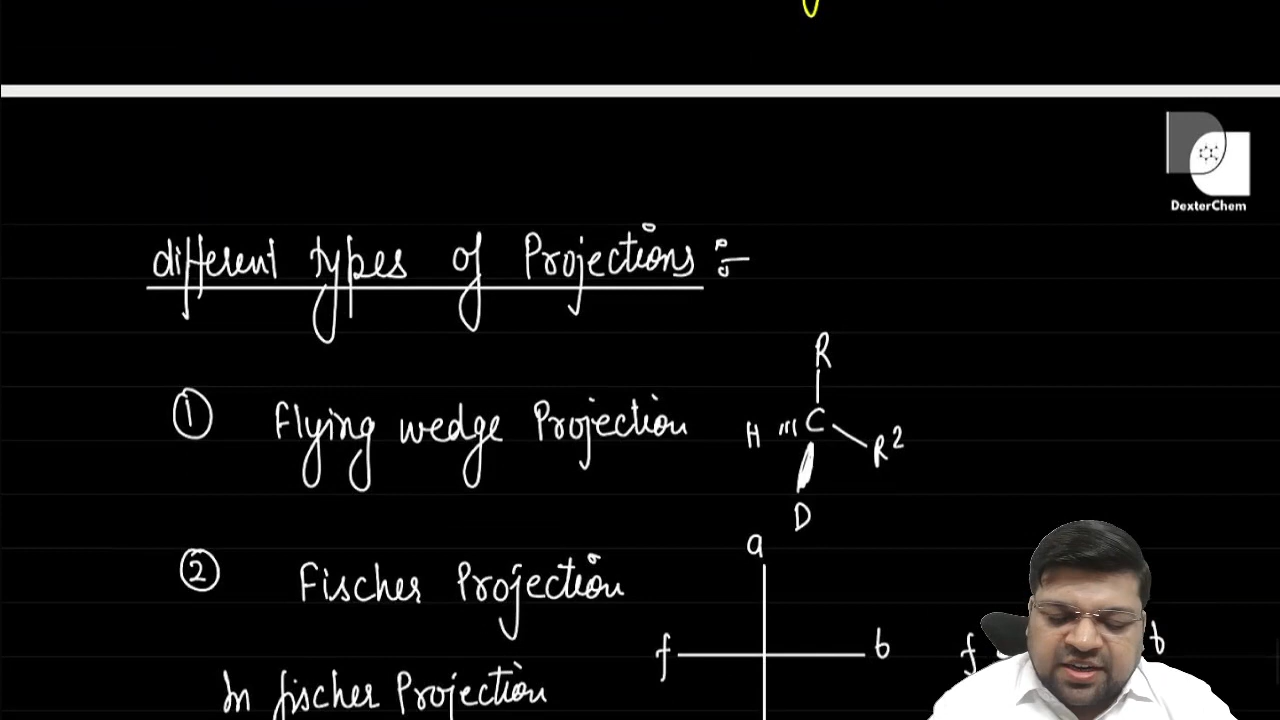 DexterChem
different types of Projections :-
R
① Flying wedge Projection H C R2
D
② Fischer Projection
a
f b f b
In fischer Projection